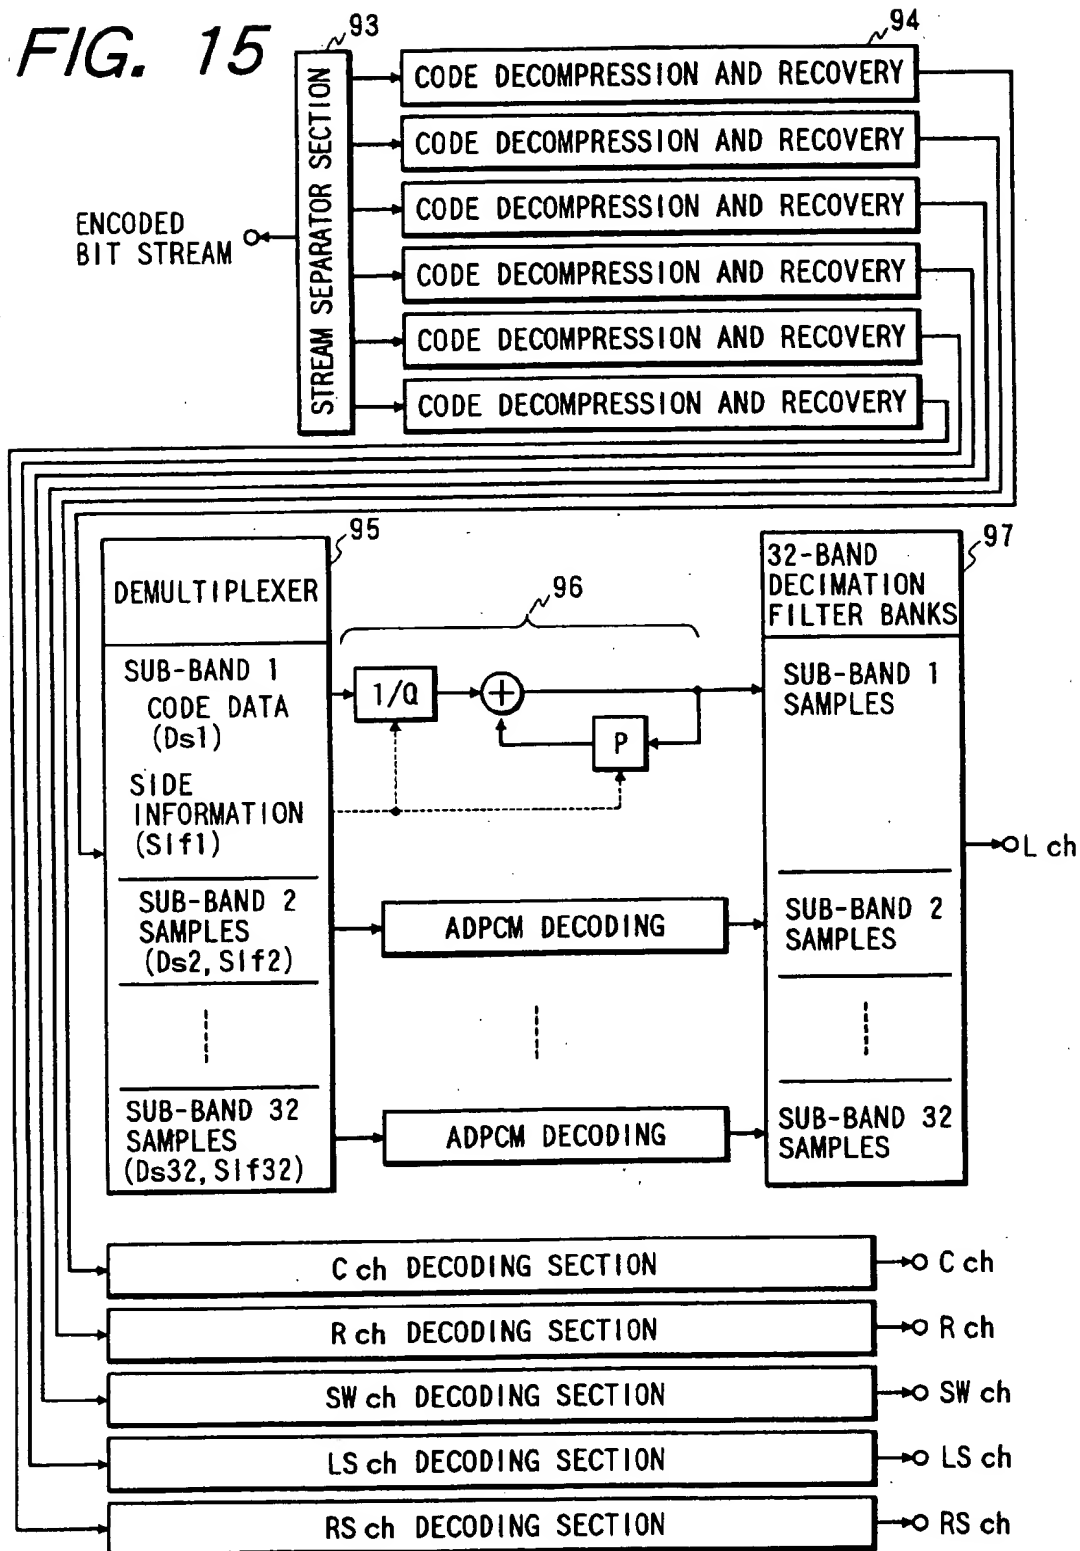 FIG. 15
93
94
STREAM SEPARATOR SECTION
CODE DECOMPRESSION AND RECOVERY
CODE DECOMPRESSION AND RECOVERY
CODE DECOMPRESSION AND RECOVERY
CODE DECOMPRESSION AND RECOVERY
CODE DECOMPRESSION AND RECOVERY
CODE DECOMPRESSION AND RECOVERY
ENCODED
BIT STREAM
95
DEMULTIPLEXER
SUB-BAND 1
CODE DATA
(Ds1)
SIDE
INFORMATION
(SIf1)
SUB-BAND 2
SAMPLES
(Ds2, SIf2)
SUB-BAND 32
SAMPLES
(Ds32, SIf32)
96
1/Q
+
P
ADPCM DECODING
ADPCM DECODING
97
32-BAND
DECIMATION
FILTER BANKS
SUB-BAND 1
SAMPLES
SUB-BAND 2
SAMPLES
SUB-BAND 32
SAMPLES
L ch
C ch DECODING SECTION
C ch
R ch DECODING SECTION
R ch
SW ch DECODING SECTION
SW ch
LS ch DECODING SECTION
LS ch
RS ch DECODING SECTION
RS ch